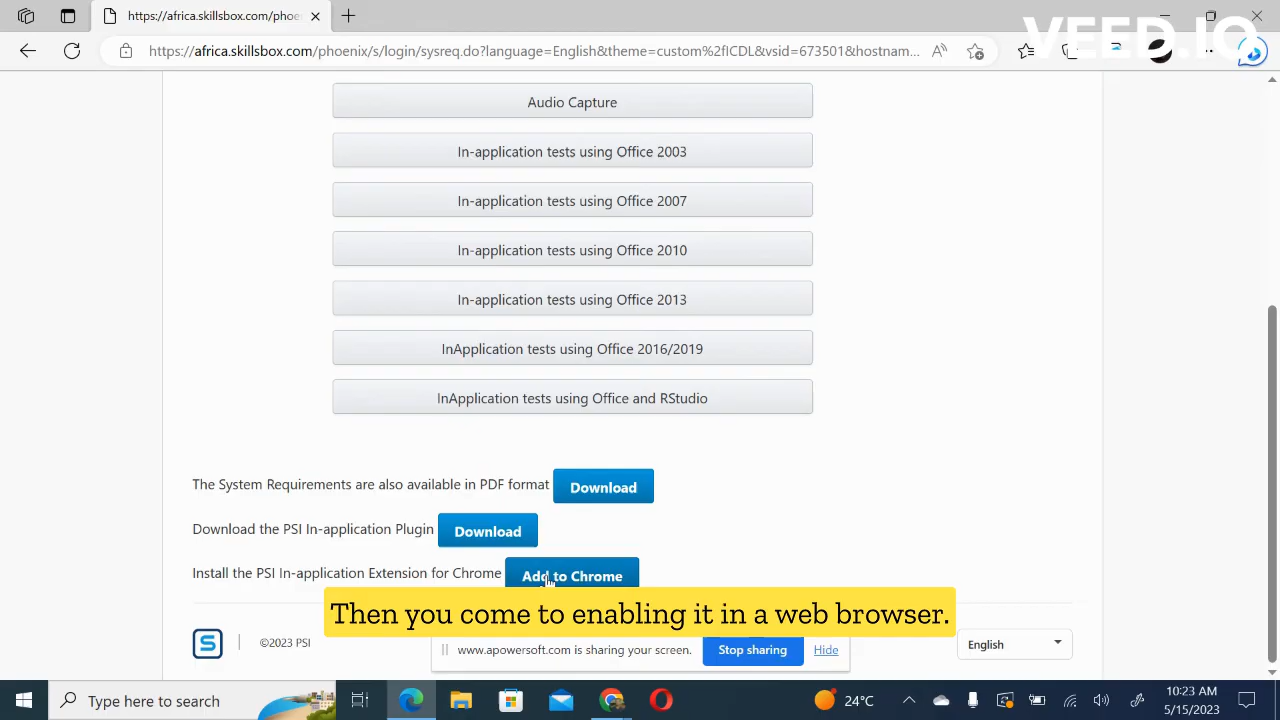 https://africa.skillsbox.com/phoe
VEED.IO
https://africa.skillsbox.com/phoenix/s/login/sysreq.do?language=English&theme=custom%2fICDL&vsid=673501&hostnam...
Audio Capture
In-application tests using Office 2003
In-application tests using Office 2007
In-application tests using Office 2010
In-application tests using Office 2013
InApplication tests using Office 2016/2019
InApplication tests using Office and RStudio
The System Requirements are also available in PDF format Download
Download the PSI In-application Plugin Download
Install the PSI In-application Extension for Chrome Add to Chrome
Then you come to enabling it in a web browser.
S ©2023 PSI
www.apowersoft.com is sharing your screen. Stop sharing Hide
English
Type here to search
24°C
10:23 AM
5/15/2023